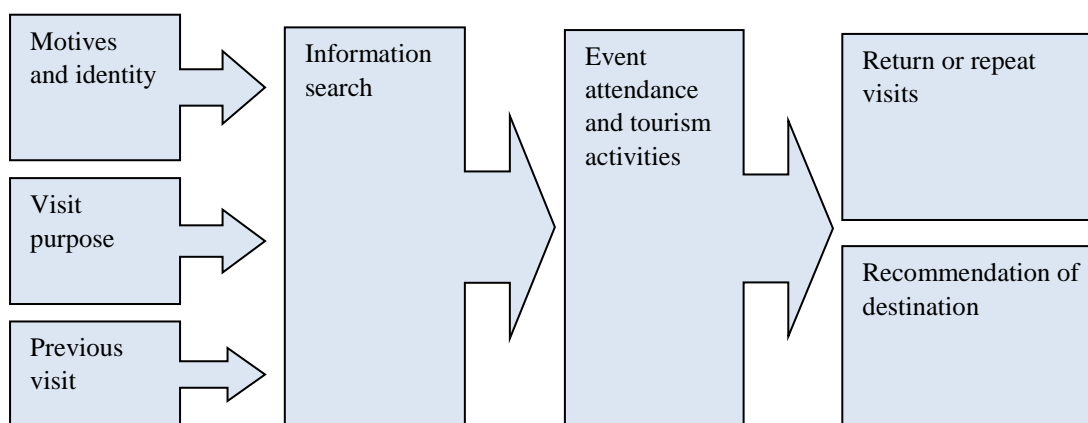 Motives
and identity
Visit
purpose
Previous
visit
Information
search
Event
attendance
and tourism
activities
Return or repeat
visits
Recommendation of
destination